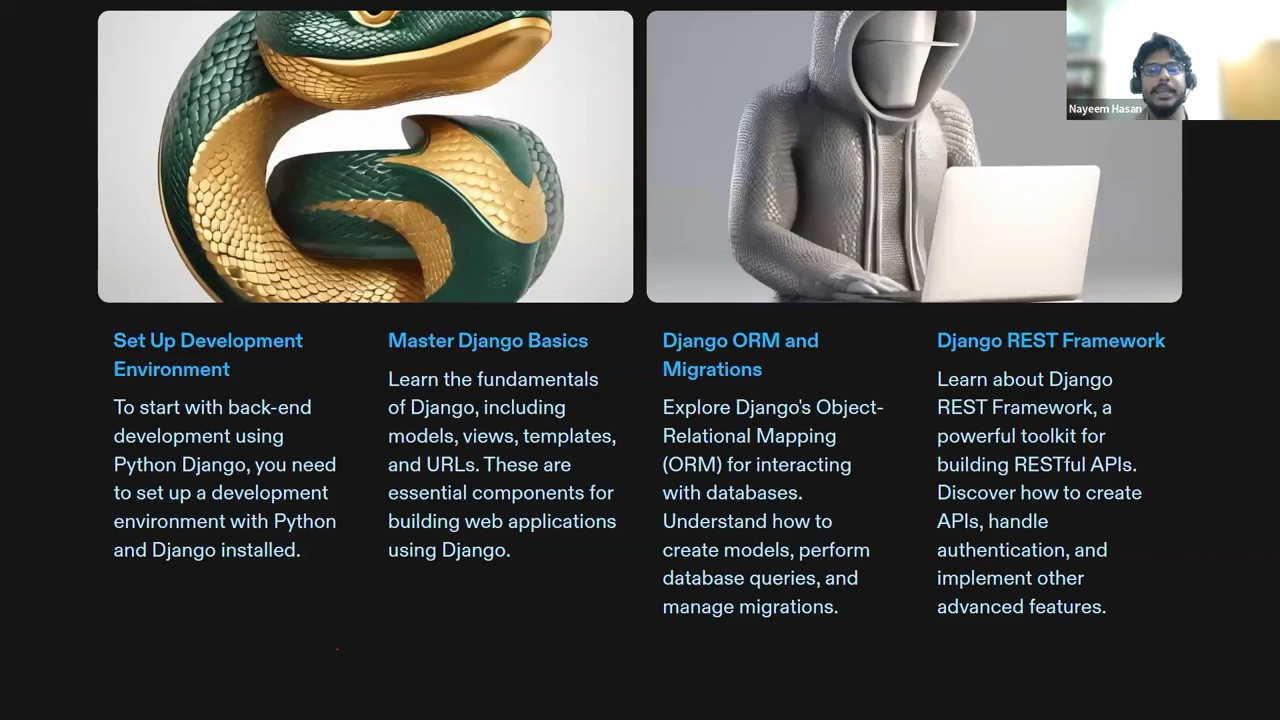 Nayeem Hasan
Set Up Development
Environment
To start with back-end
development using
Python Django, you need
to set up a development
environment with Python
and Django installed.
Master Django Basics
Learn the fundamentals
of Django, including
models, views, templates,
and URLs. These are
essential components for
building web applications
using Django.
Django ORM and
Migrations
Explore Django's Object-
Relational Mapping
(ORM) for interacting
with databases.
Understand how to
create models, perform
database queries, and
manage migrations.
Django REST Framework
Learn about Django
REST Framework, a
powerful toolkit for
building RESTful APIs.
Discover how to create
APIs, handle
authentication, and
implement other
advanced features.